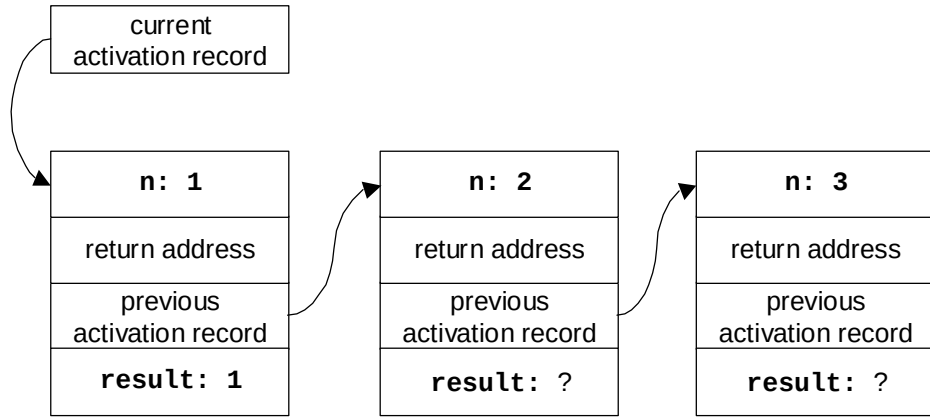 current
activation record
n: 1
return address
previous
activation record
result: 1
n: 2
return address
previous
activation record
result: ?
n: 3
return address
previous
activation record
result: ?